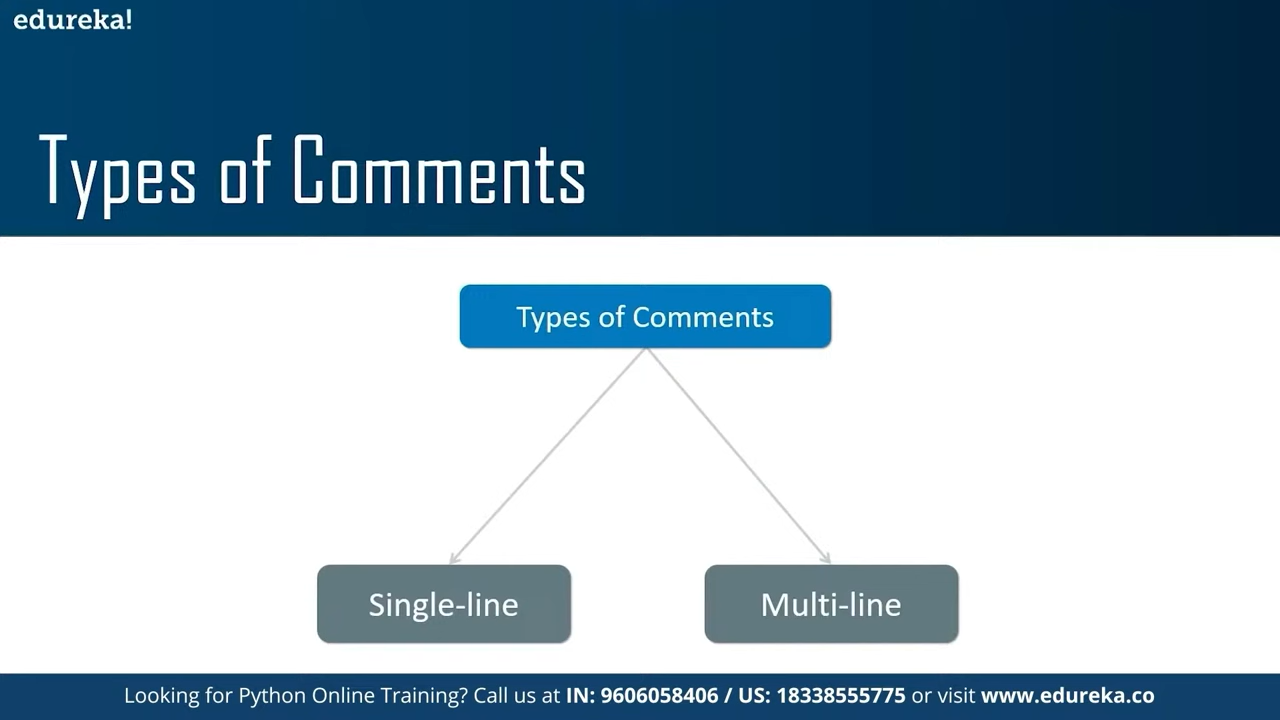 edureka!
Types of Comments
Types of Comments
Single-line
Multi-line
Looking for Python Online Training? Call us at IN: 9606058406 / US: 18338555775 or visit www.edureka.co